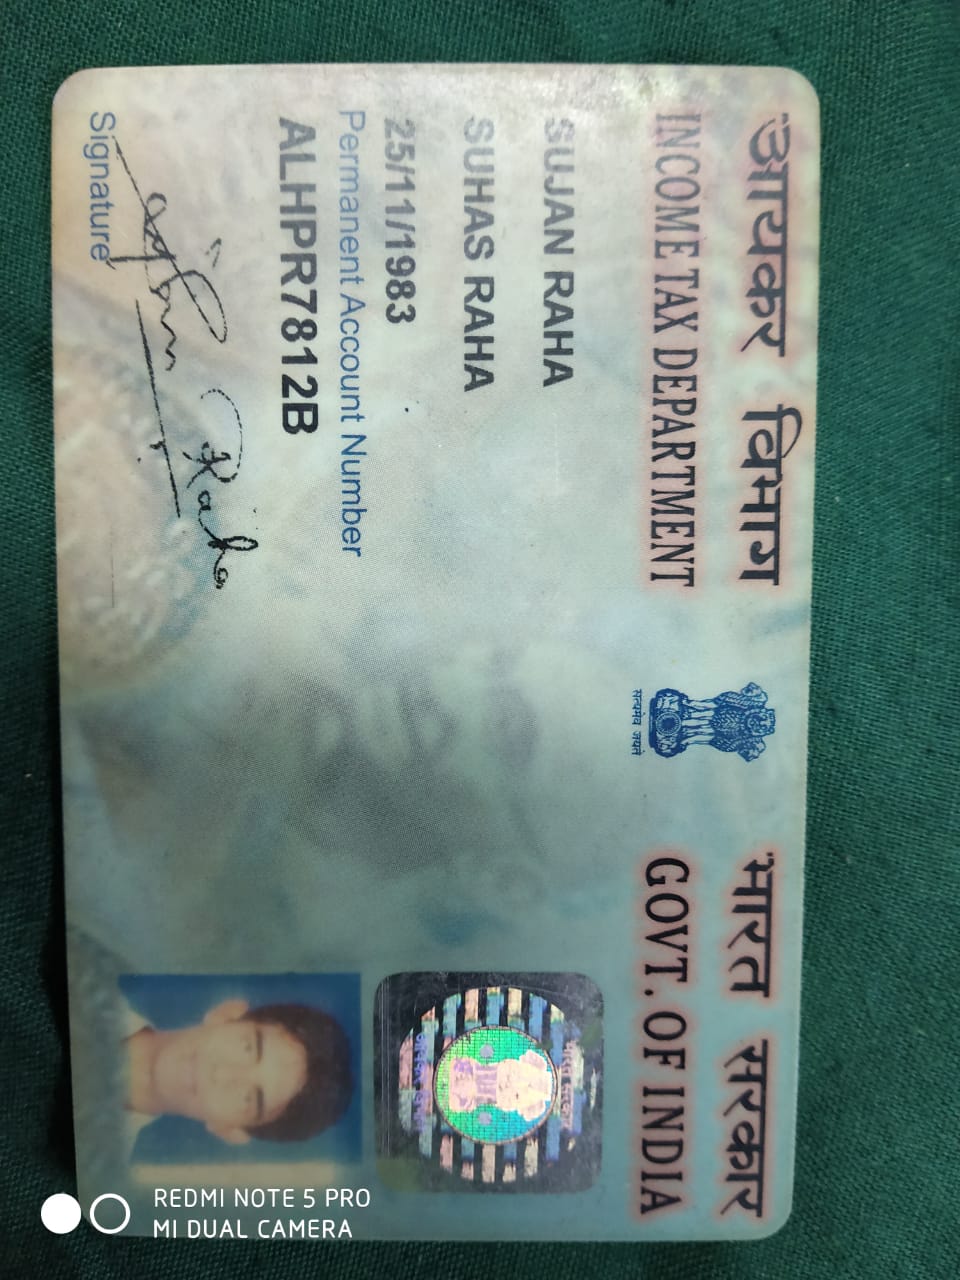 आयकर विभाग
INCOME TAX DEPARTMENT
सत्यमेव जयते
भारत सरकार
GOVT. OF INDIA
SUJAN RAHA
SUHAS RAHA
25/11/1983
Permanent Account Number
ALHPR7812B
Sujan Raha
Signature
REDMI NOTE 5 PRO
MI DUAL CAMERA